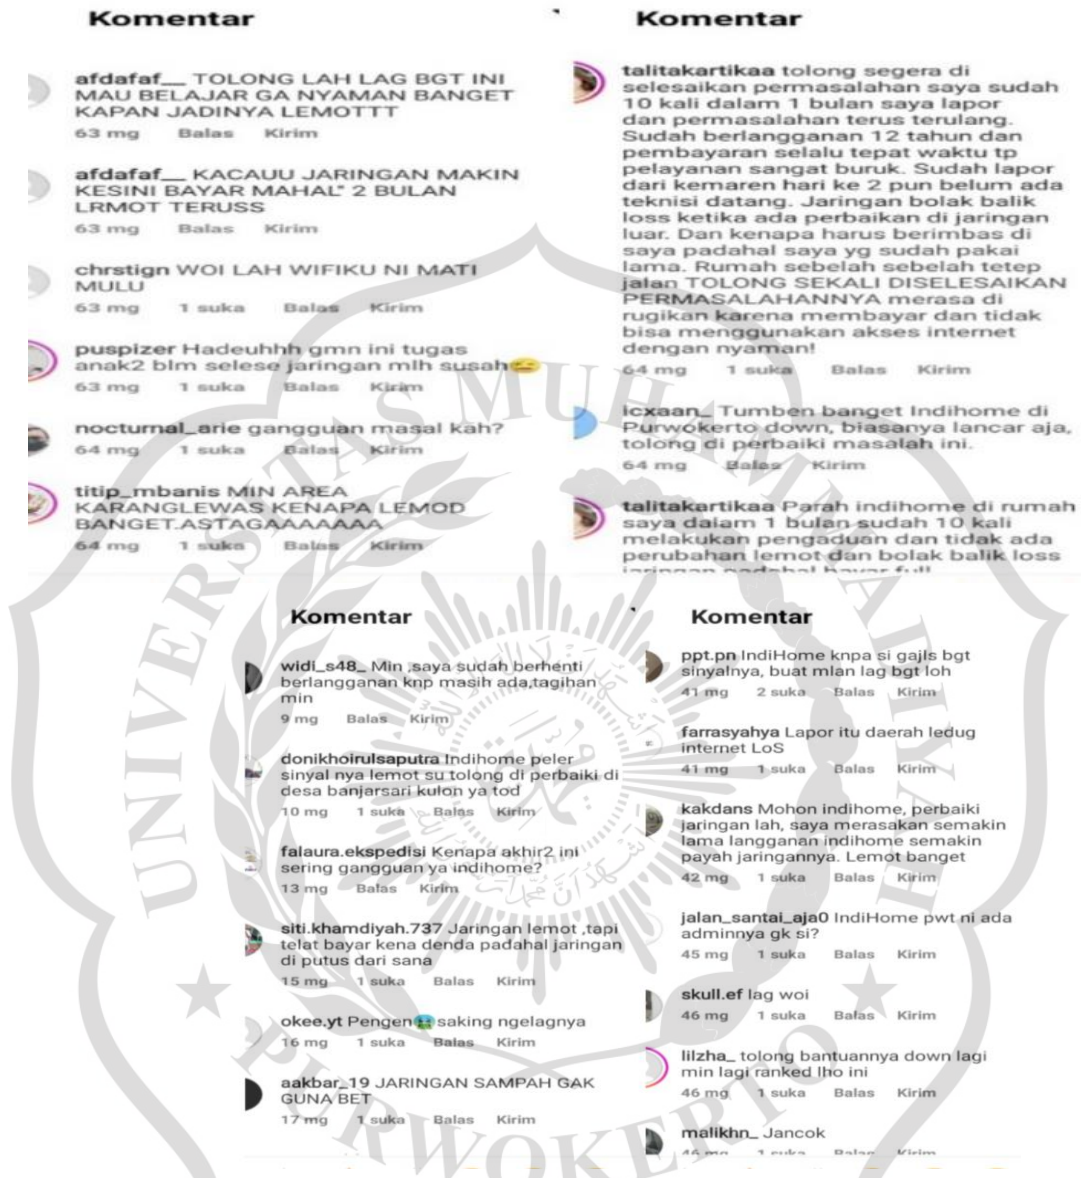 Komentar
afdafaf__ TOLONG LAH LAG BGT INI
MAU BELAJAR GA NYAMAN BANGET
KAPAN JADINYA LEMOTTT
63 mg Balas Kirim
afdafaf__ KACAUU JARINGAN MAKIN
KESINI BAYAR MAHAL" 2 BULAN
LRMOT TERUSS
63 mg Balas Kirim
chrstign WOI LAH WIFIKU NI MATI
MULU
63 mg 1 suka Balas Kirim
puspizer Hadeuhhh gmn ini tugas
anak2 blm selese jaringan mlh susah
63 mg 1 suka Balas Kirim
nocturnal_arie gangguan masal kah?
64 mg 1 suka Balas Kirim
titip_mbanis MIN AREA
KARANGLEWAS KENAPA LEMOD
BANGET.ASTAGAAAAAAA
64 mg 1 suka Balas Kirim
Komentar
talitakartikaa tolong segera di
selesaikan permasalahan saya sudah
10 kali dalam 1 bulan saya lapor
dan permasalahan terus terulang.
Sudah berlangganan 12 tahun dan
pembayaran selalu tepat waktu tp
pelayanan sangat buruk. Sudah lapor
dari kemaren hari ke 2 pun belum ada
teknisi datang. Jaringan bolak balik
loss ketika ada perbaikan di jaringan
luar. Dan kenapa harus berimbas di
saya padahal saya yg sudah pakai
lama. Rumah sebelah sebelah tetep
jalan TOLONG SEKALI DISELESAIKAN
PERMASALAHANNYA merasa di
rugikan karena membayar dan tidak
bisa menggunakan akses internet
dengan nyaman!
64 mg 1 suka Balas Kirim
icxaan_ Tumben banget Indihome di
Purwokerto down, biasanya lancar aja,
tolong di perbaiki masalah ini.
64 mg Balas Kirim
talitakartikaa Parah indihome di rumah
saya dalam 1 bulan sudah 10 kali
melakukan pengaduan dan tidak ada
perubahan lemot dan bolak balik loss
jaringan padahal bayar full
Komentar
widi_s48_ Min ,saya sudah berhenti
berlangganan knp masih ada,tagihan
min
9 mg Balas Kirim
donikhoirulsaputra Indihome peler
sinyal nya lemot su tolong di perbaiki di
desa banjarsari kulon ya tod
10 mg 1 suka Balas Kirim
falaura.ekspedisi Kenapa akhir2 ini
sering gangguan ya indihome?
13 mg Balas Kirim
siti.khamdiyah.737 Jaringan lemot ,tapi
telat bayar kena denda padahal jaringan
di putus dari sana
15 mg 1 suka Balas Kirim
okee.yt Pengen🤮saking ngelagnya
16 mg 1 suka Balas Kirim
aakbar_19 JARINGAN SAMPAH GAK
GUNA BET
17 mg 1 suka Balas Kirim
Komentar
ppt.pn IndiHome knpa si gajls bgt
sinyalnya, buat mlan lag bgt loh
41 mg 2 suka Balas Kirim
farrasyahya Lapor itu daerah ledug
internet LoS
41 mg 1 suka Balas Kirim
kakdans Mohon indihome, perbaiki
jaringan lah, saya merasakan semakin
lama langganan indihome semakin
payah jaringannya. Lemot banget
42 mg 1 suka Balas Kirim
jalan_santai_aja0 IndiHome pwt ni ada
adminnya gk si?
45 mg 1 suka Balas Kirim
skull.ef lag woi
46 mg 1 suka Balas Kirim
lilzha_ tolong bantuannya down lagi
min lagi ranked lho ini
46 mg 1 suka Balas Kirim
malikhn_ Jancok
46 mg 1 suka Balas Kirim
UNIVERSITAS MUHAMMADIYAH
PURWOKERTO